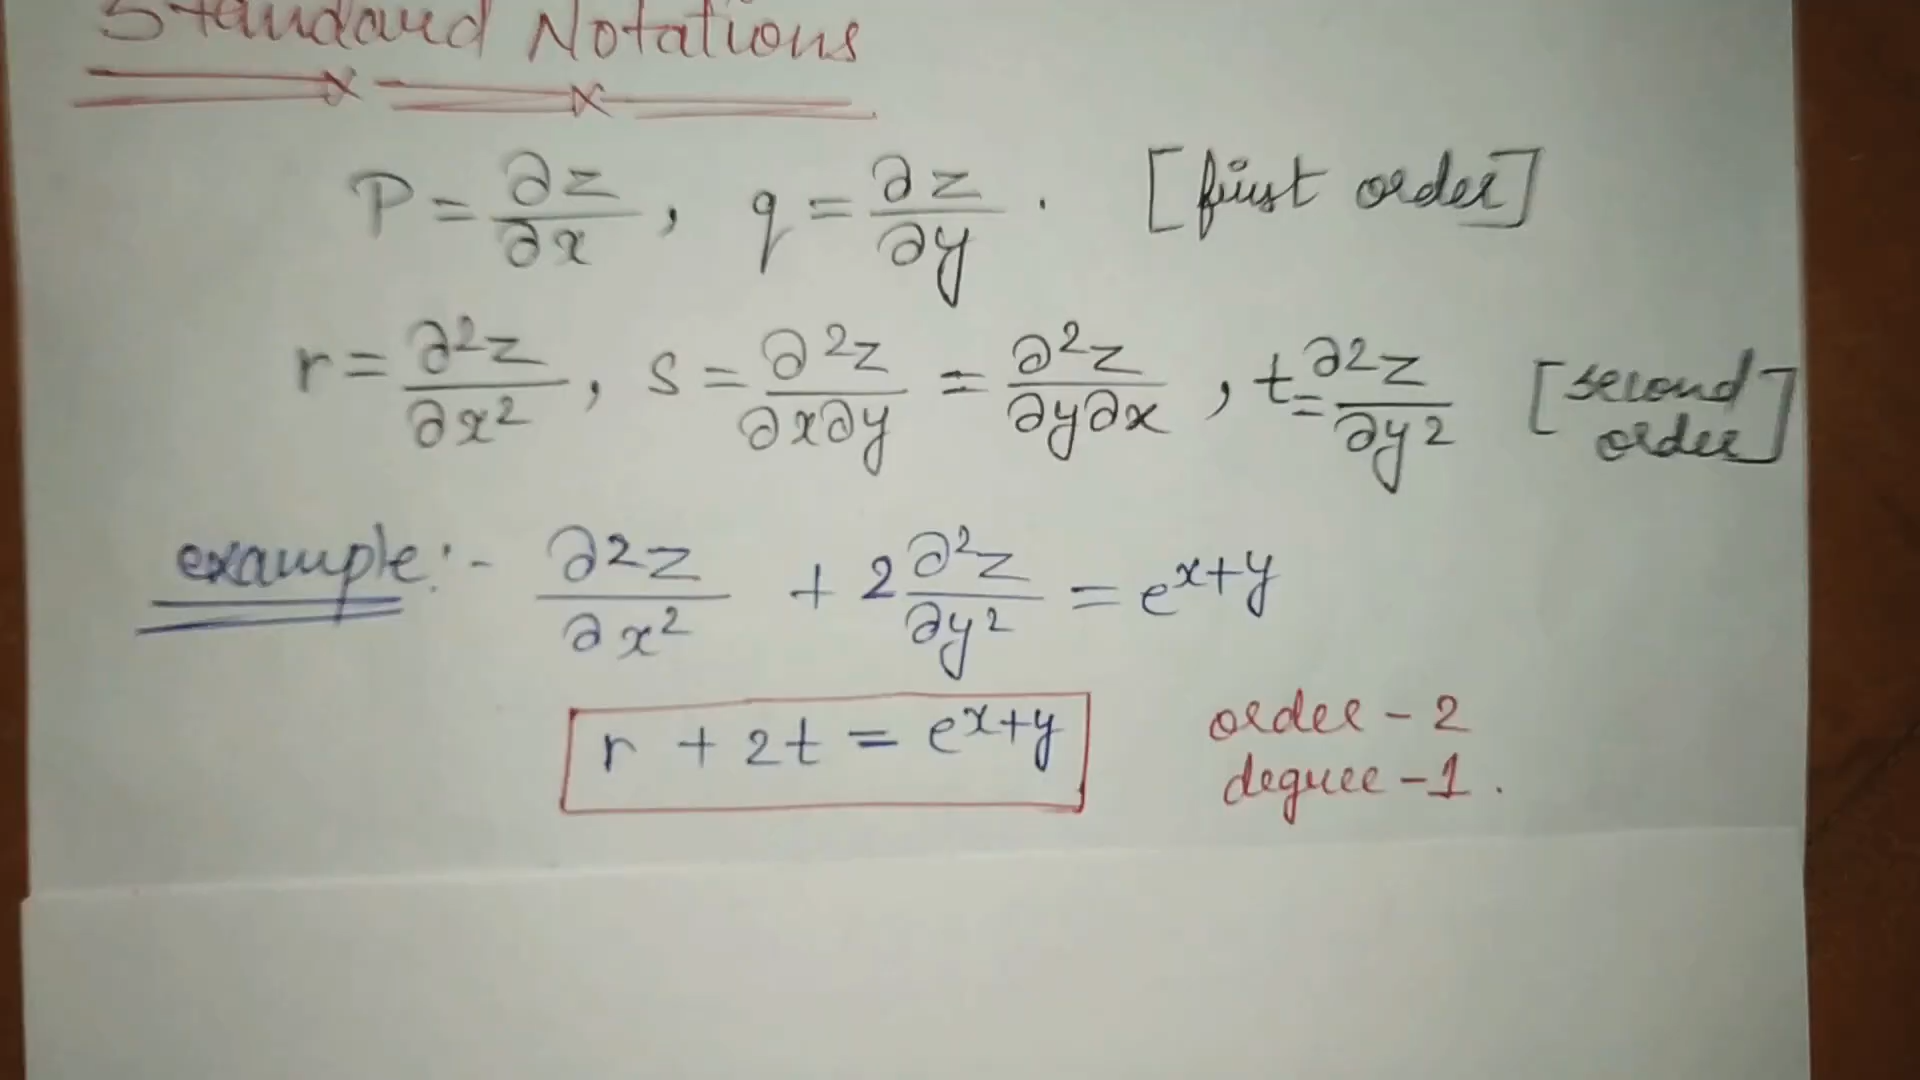 Standard Notations
P = ∂z/∂x , q = ∂z/∂y . [first order]
r = ∂²z/∂x² , s = ∂²z/∂x∂y = ∂²z/∂y∂x , t = ∂²z/∂y² [second order]
example :- ∂²z/∂x² + 2 ∂²z/∂y² = e^(x+y)
r + 2t = e^(x+y)
order - 2
degree - 1 .